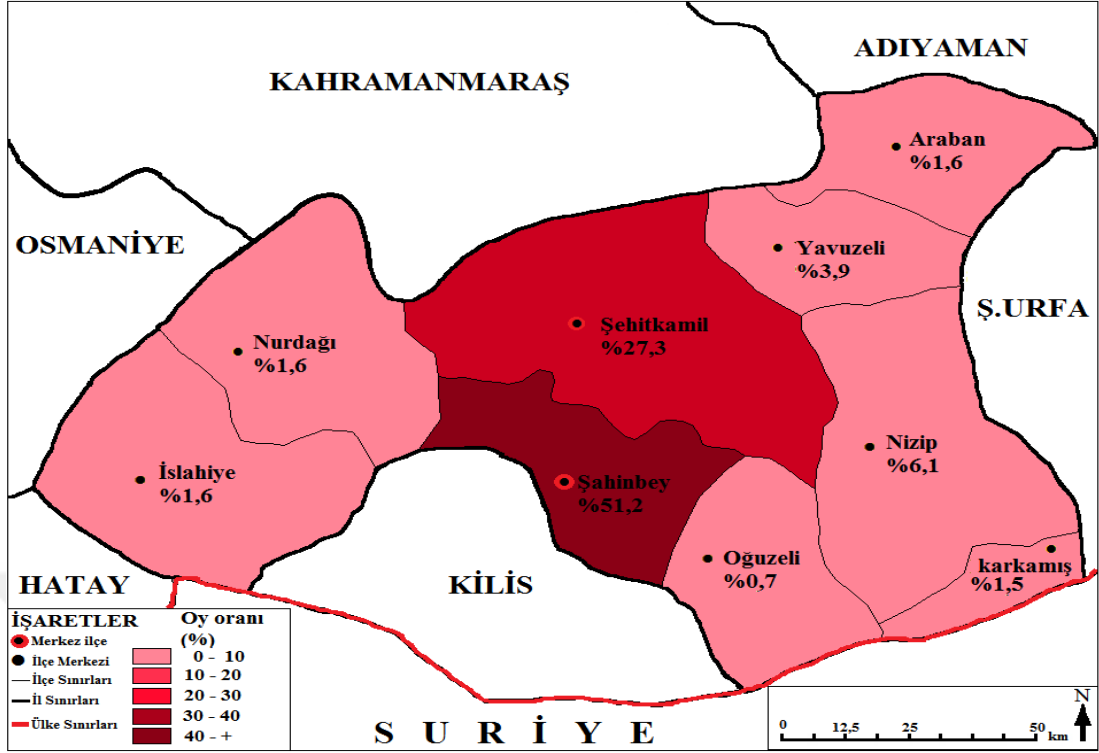 ADIYAMAN
KAHRAMANMARAŞ
Araban
%1,6
OSMANİYE
Yavuzeli
%3,9
Ş.URFA
Şehitkamil
%27,3
Nurdağı
%1,6
Nizip
%6,1
İslahiye
%1,6
Şahinbey
%51,2
Oğuzeli
%0,7
karkamış
%1,5
HATAY
KİLİS
SURİYE
İŞARETLER
Merkez ilçe
İlçe Merkezi
İlçe Sınırları
İl Sınırları
Ülke Sınırları
Oy oranı
(%)
0 - 10
10 - 20
20 - 30
30 - 40
40 - +
N
0 12,5 25 50 km